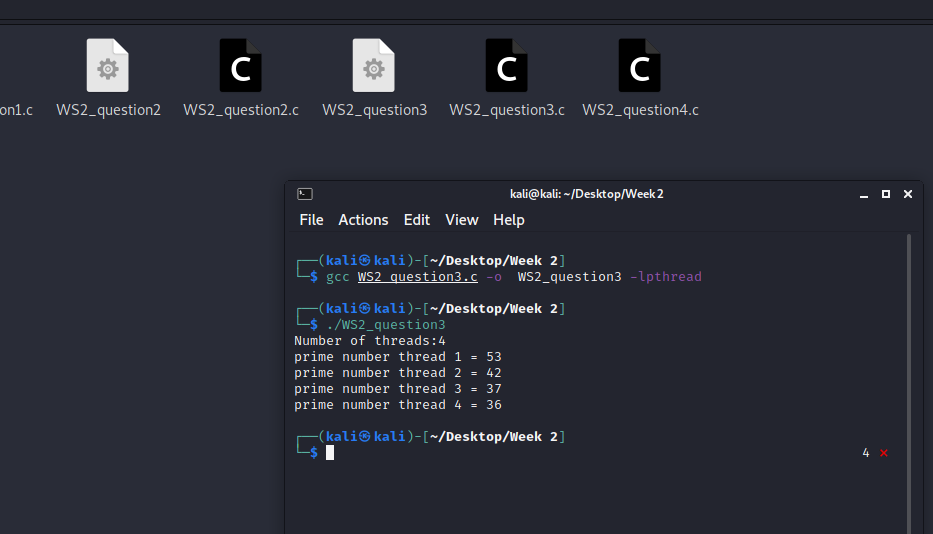 on1.c WS2_question2 WS2_question2.c WS2_question3 WS2_question3.c WS2_question4.c
kali@kali: ~/Desktop/Week 2
File Actions Edit View Help
┌──(kali㉿kali)-[~/Desktop/Week 2]
└─$ gcc WS2_question3.c -o  WS2_question3 -lpthread
┌──(kali㉿kali)-[~/Desktop/Week 2]
└─$ ./WS2_question3
Number of threads:4
prime number thread 1 = 53
prime number thread 2 = 42
prime number thread 3 = 37
prime number thread 4 = 36
┌──(kali㉿kali)-[~/Desktop/Week 2]
└─$ 4 ⨯